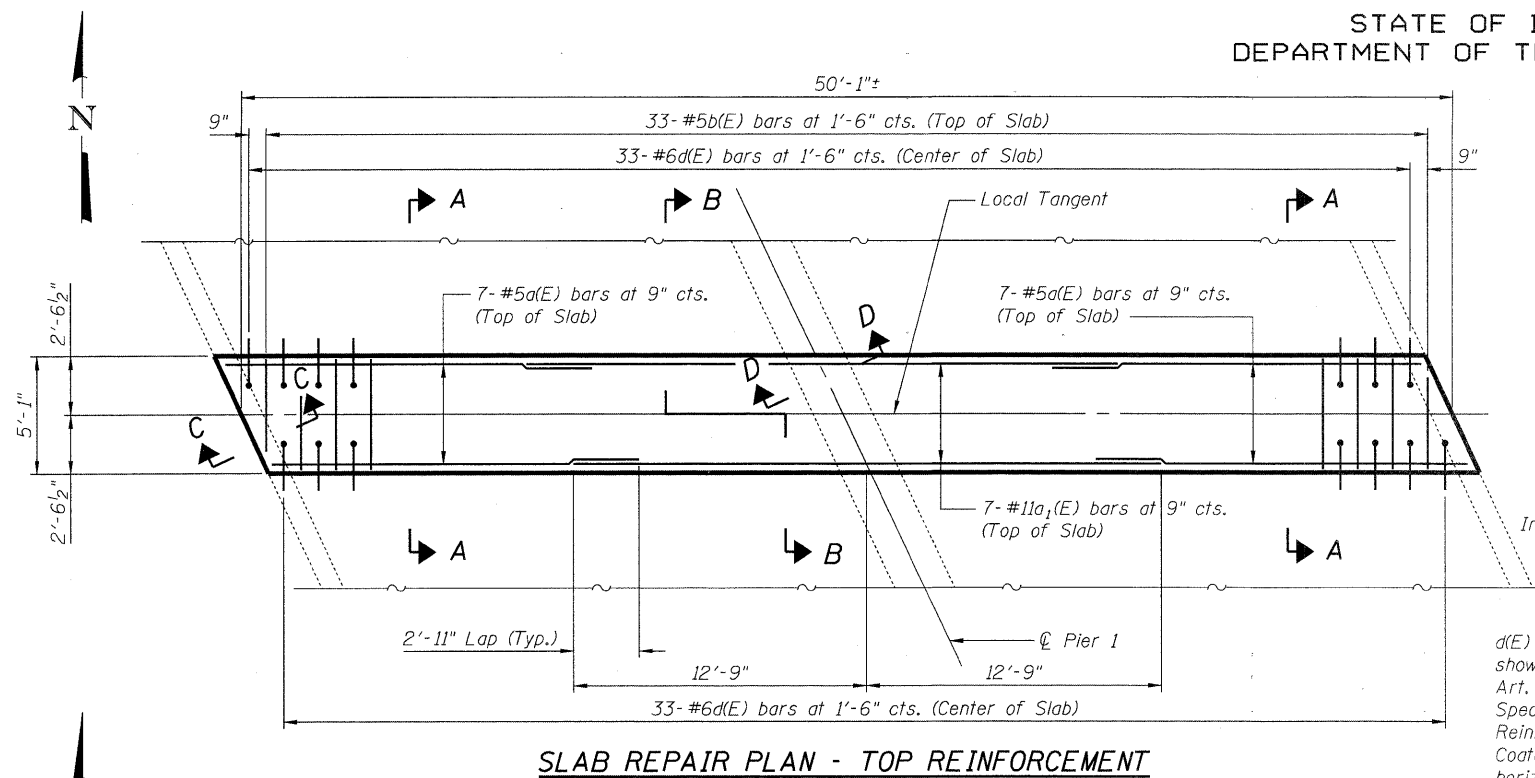 STATE OF I
DEPARTMENT OF T
N
50'-1"±
9"
33- #5b(E) bars at 1'-6" cts. (Top of Slab)
33- #6d(E) bars at 1'-6" cts. (Center of Slab)
9"
A
B
Local Tangent
A
7- #5a(E) bars at 9" cts.
(Top of Slab)
7- #5a(E) bars at 9" cts.
(Top of Slab)
D
2'-6½"
5'-1"
2'-6½"
C
C
D
7- #11a₁(E) bars at 9" cts.
(Top of Slab)
A
B
A
2'-11" Lap (Typ.)
℄ Pier 1
12'-9"
12'-9"
33- #6d(E) bars at 1'-6" cts. (Center of Slab)
SLAB REPAIR PLAN - TOP REINFORCEMENT
d(E)
show
Art.
Spec
Rein
Coat